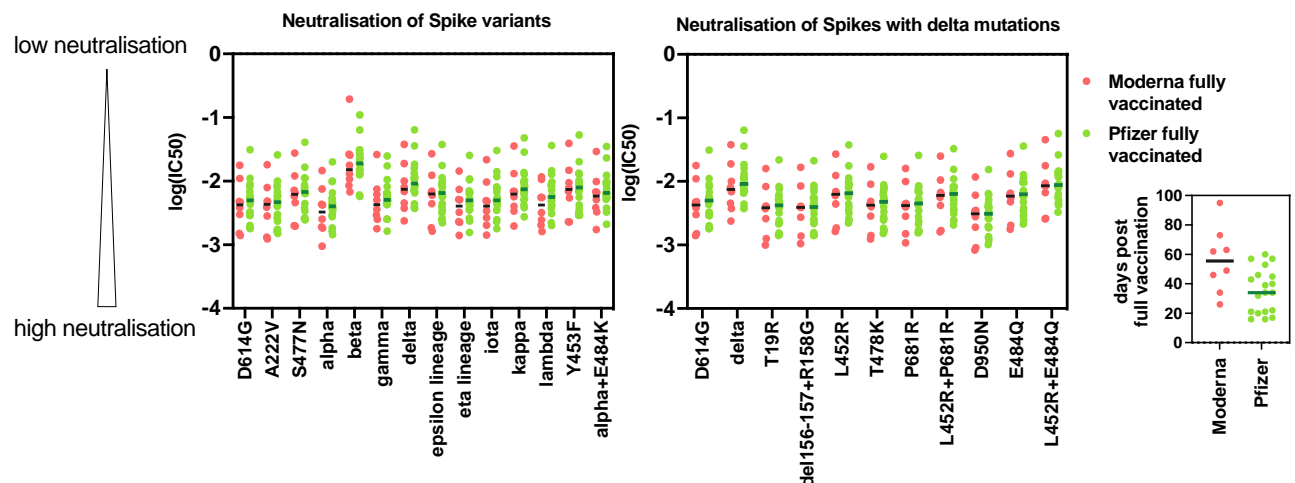 Neutralisation of Spike variants
Neutralisation of Spikes with delta mutations
low neutralisation
high neutralisation
log(IC50)
0
-1
-2
-3
-4
D614G
A222V
S477N
alpha
beta
gamma
delta
epsilon lineage
eta lineage
iota
kappa
lambda
Y453F
alpha+E484K
log(IC50)
0
-1
-2
-3
-4
D614G
delta
T19R
del156-157+R158G
L452R
T478K
P681R
L452R+P681R
D950N
E484Q
L452R+E484Q
Moderna fully
vaccinated
Pfizer fully
vaccinated
days post
full vaccination
100
80
60
40
20
0
Moderna
Pfizer